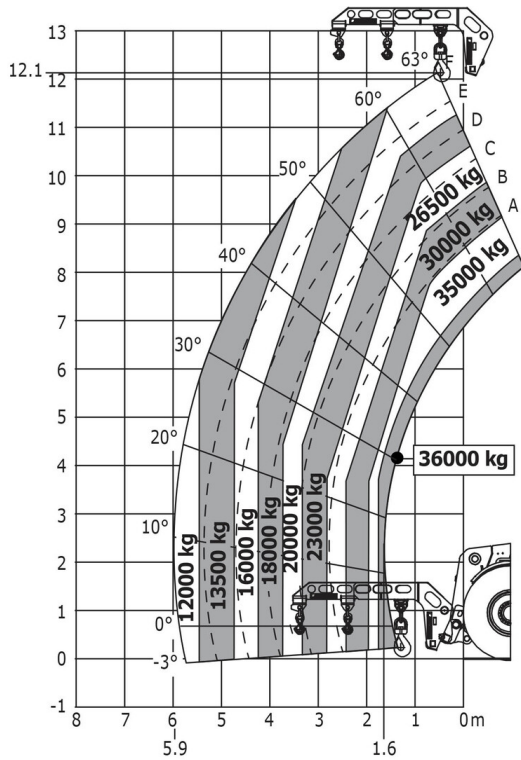 13
12.1
12
11
10
9
8
7
6
5
4
3
2
1
0
-1
63°
F
E
D
C
B
A
60°
50°
40°
30°
20°
10°
0°
-3°
26500 kg
30000 kg
35000 kg
36000 kg
12000 kg
13500 kg
16000 kg
18000 kg
20000 kg
23000 kg
8 7 6 5 4 3 2 1 0m
5.9 1.6